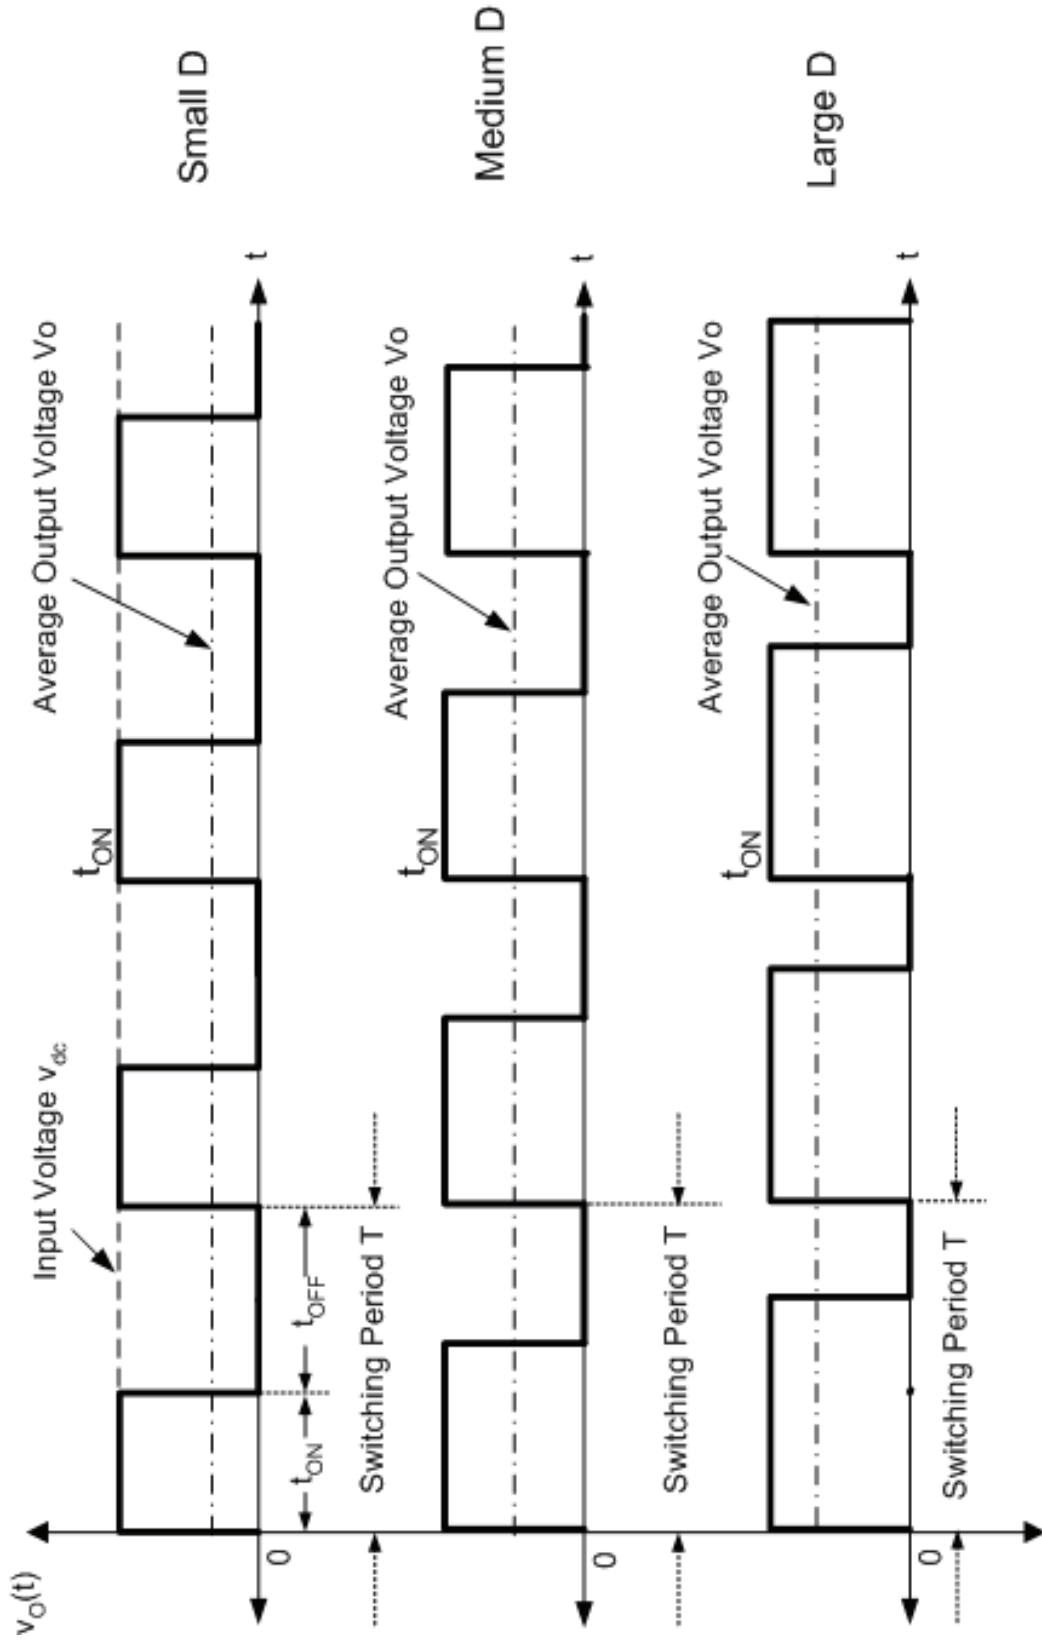 v_O(t)
Input Voltage v_dc
t_ON
Average Output Voltage Vo
Small D
t
0
t_ON
t_OFF
Switching Period T
t_ON
Average Output Voltage Vo
Medium D
t
0
Switching Period T
t_ON
Average Output Voltage Vo
Large D
t
0
Switching Period T